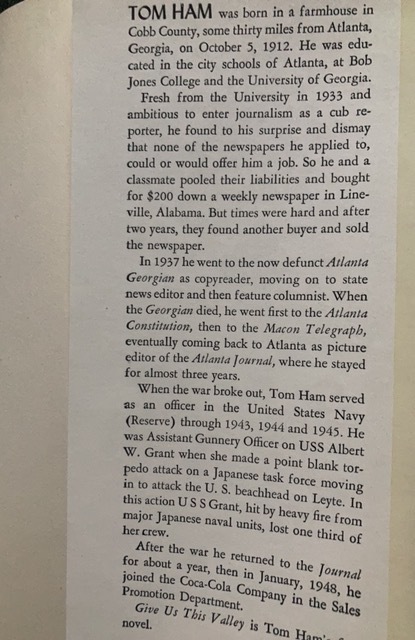 TOM HAM was born in a farmhouse in
Cobb County, some thirty miles from Atlanta,
Georgia, on October 5, 1912. He was edu-
cated in the city schools of Atlanta, at Bob
Jones College and the University of Georgia.
Fresh from the University in 1933 and
ambitious to enter journalism as a cub re-
porter, he found to his surprise and dismay
that none of the newspapers he applied to,
could or would offer him a job. So he and a
classmate pooled their liabilities and bought
for $200 down a weekly newspaper in Line-
ville, Alabama. But times were hard and after
two years, they found another buyer and sold
the newspaper.
In 1937 he went to the now defunct Atlanta
Georgian as copyreader, moving on to state
news editor and then feature columnist. When
the Georgian died, he went first to the Atlanta
Constitution, then to the Macon Telegraph,
eventually coming back to Atlanta as picture
editor of the Atlanta Journal, where he stayed
for almost three years.
When the war broke out, Tom Ham served
as an officer in the United States Navy
(Reserve) through 1943, 1944 and 1945. He
was Assistant Gunnery Officer on USS Albert
W. Grant when she made a point blank tor-
pedo attack on a Japanese task force moving
in to attack the U. S. beachhead on Leyte. In
this action U S S Grant, hit by heavy fire from
major Japanese naval units, lost one third of
her crew.
After the war he returned to the Journal
for about a year, then in January, 1948, he
joined the Coca-Cola Company in the Sales
Promotion Department.
Give Us This Valley is Tom Ham's
novel.